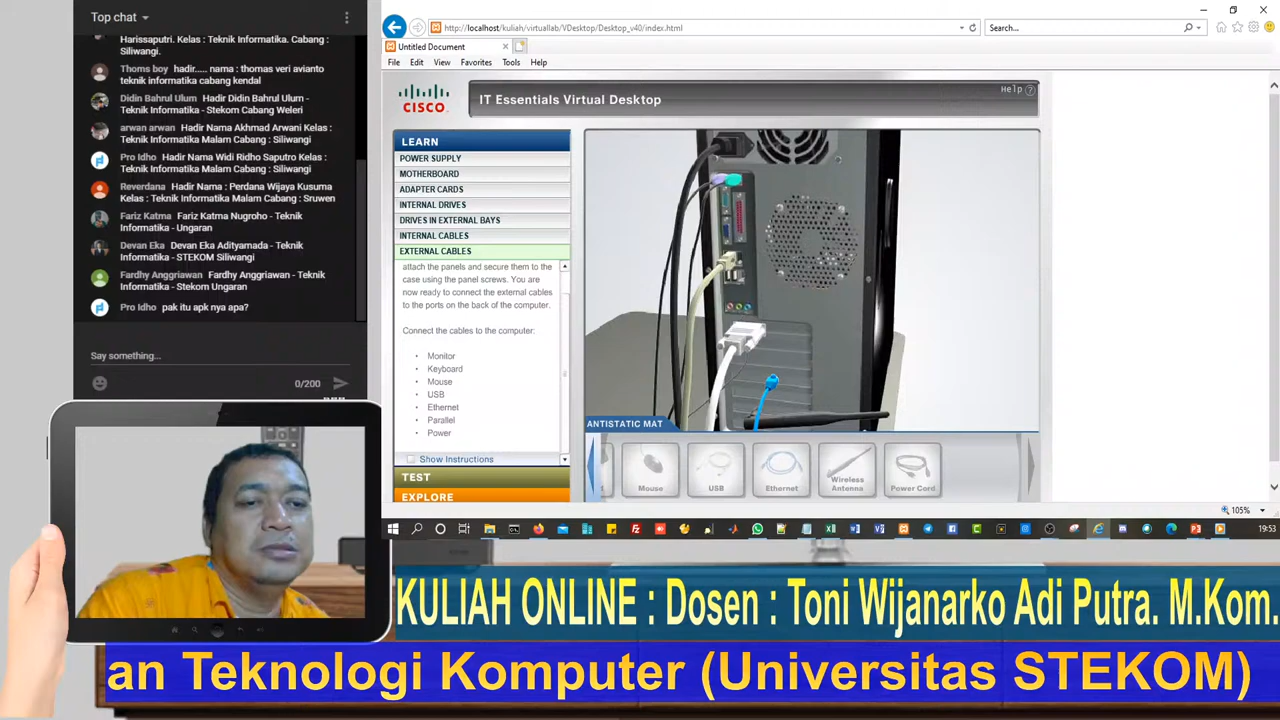 Top chat
Harissaputri. Kelas : Teknik Informatika. Cabang :
Siliwangi.
Thoms boy hadir..... nama : thomas veri avianto
teknik informatika cabang kendal
Didin Bahrul Ulum Hadir Didin Bahrul Ulum -
Teknik Informatika - Stekom Cabang Weleri
arwan arwan Hadir Nama Akhmad Arwani Kelas :
Teknik Informatika Malam Cabang : Siliwangi
Pro Idho Hadir Nama Widi Ridho Saputro Kelas :
Teknik Informatika Malam Cabang : Siliwangi
Reverdana Hadir Nama : Perdana Wijaya Kusuma
Kelas : Teknik Informatika Malam Cabang : Sruwen
Fariz Katma Fariz Katma Nugroho - Teknik
Informatika - Ungaran
Devan Eka Devan Eka Adityamada - Teknik
Informatika - STEKOM Siliwangi
Fardhy Anggriawan Fardhy Anggriawan - Teknik
Informatika - Stekom Ungaran
Pro Idho pak itu apk nya apa?
Say something...
0/200
http://localhost/kuliah/virtuallab/VDesktop/Desktop_v40/index.html
Search...
Untitled Document
File Edit View Favorites Tools Help
CISCO
IT Essentials Virtual Desktop
Help ?
LEARN
POWER SUPPLY
MOTHERBOARD
ADAPTER CARDS
INTERNAL DRIVES
DRIVES IN EXTERNAL BAYS
INTERNAL CABLES
EXTERNAL CABLES
attach the panels and secure them to the
case using the panel screws. You are
now ready to connect the external cables
to the ports on the back of the computer.
Connect the cables to the computer:
• Monitor
• Keyboard
• Mouse
• USB
• Ethernet
• Parallel
• Power
Show Instructions
TEST
EXPLORE
ANTISTATIC MAT
Mouse
USB
Ethernet
Wireless
Antenna
Power Cord
105%
19:53
KULIAH ONLINE : Dosen : Toni Wijanarko Adi Putra. M.Kom.
an Teknologi Komputer (Universitas STEKOM)